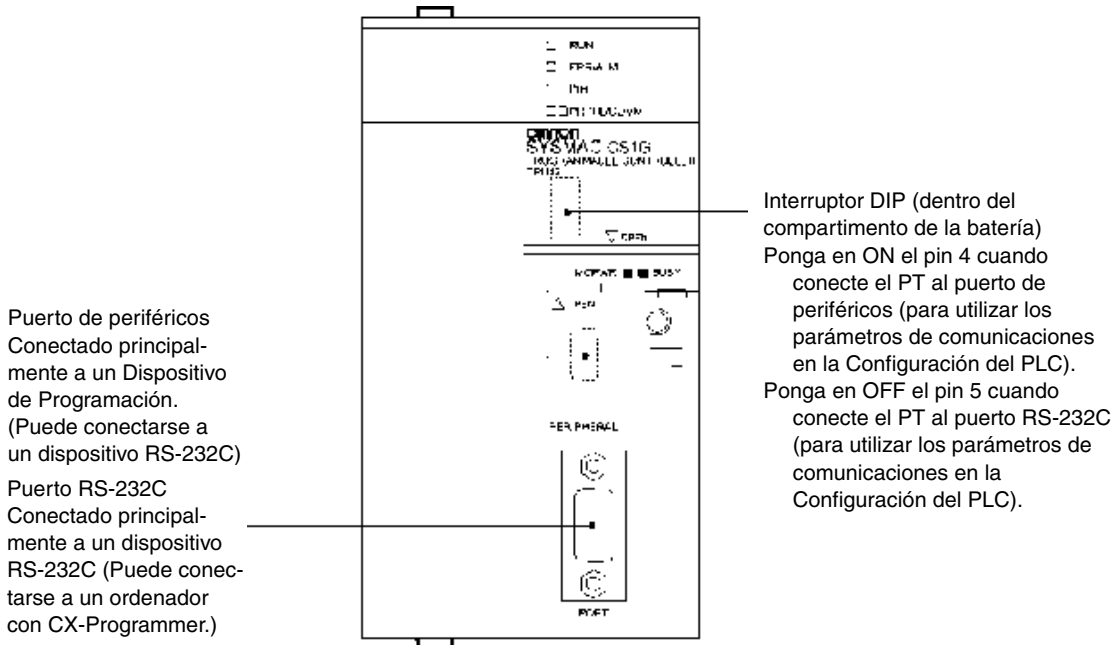 RUN
SYSMAC CS1G
OPEN
BUSY
PERIPHERAL
PORT
Interruptor DIP (dentro del
compartimento de la batería)
Ponga en ON el pin 4 cuando
conecte el PT al puerto de
periféricos (para utilizar los
parámetros de comunicaciones
en la Configuración del PLC).
Ponga en OFF el pin 5 cuando
conecte el PT al puerto RS-232C
(para utilizar los parámetros de
comunicaciones en la
Configuración del PLC).
Puerto de periféricos
Conectado principal-
mente a un Dispositivo
de Programación.
(Puede conectarse a
un dispositivo RS-232C)
Puerto RS-232C
Conectado principal-
mente a un dispositivo
RS-232C (Puede conec-
tarse a un ordenador
con CX-Programmer.)